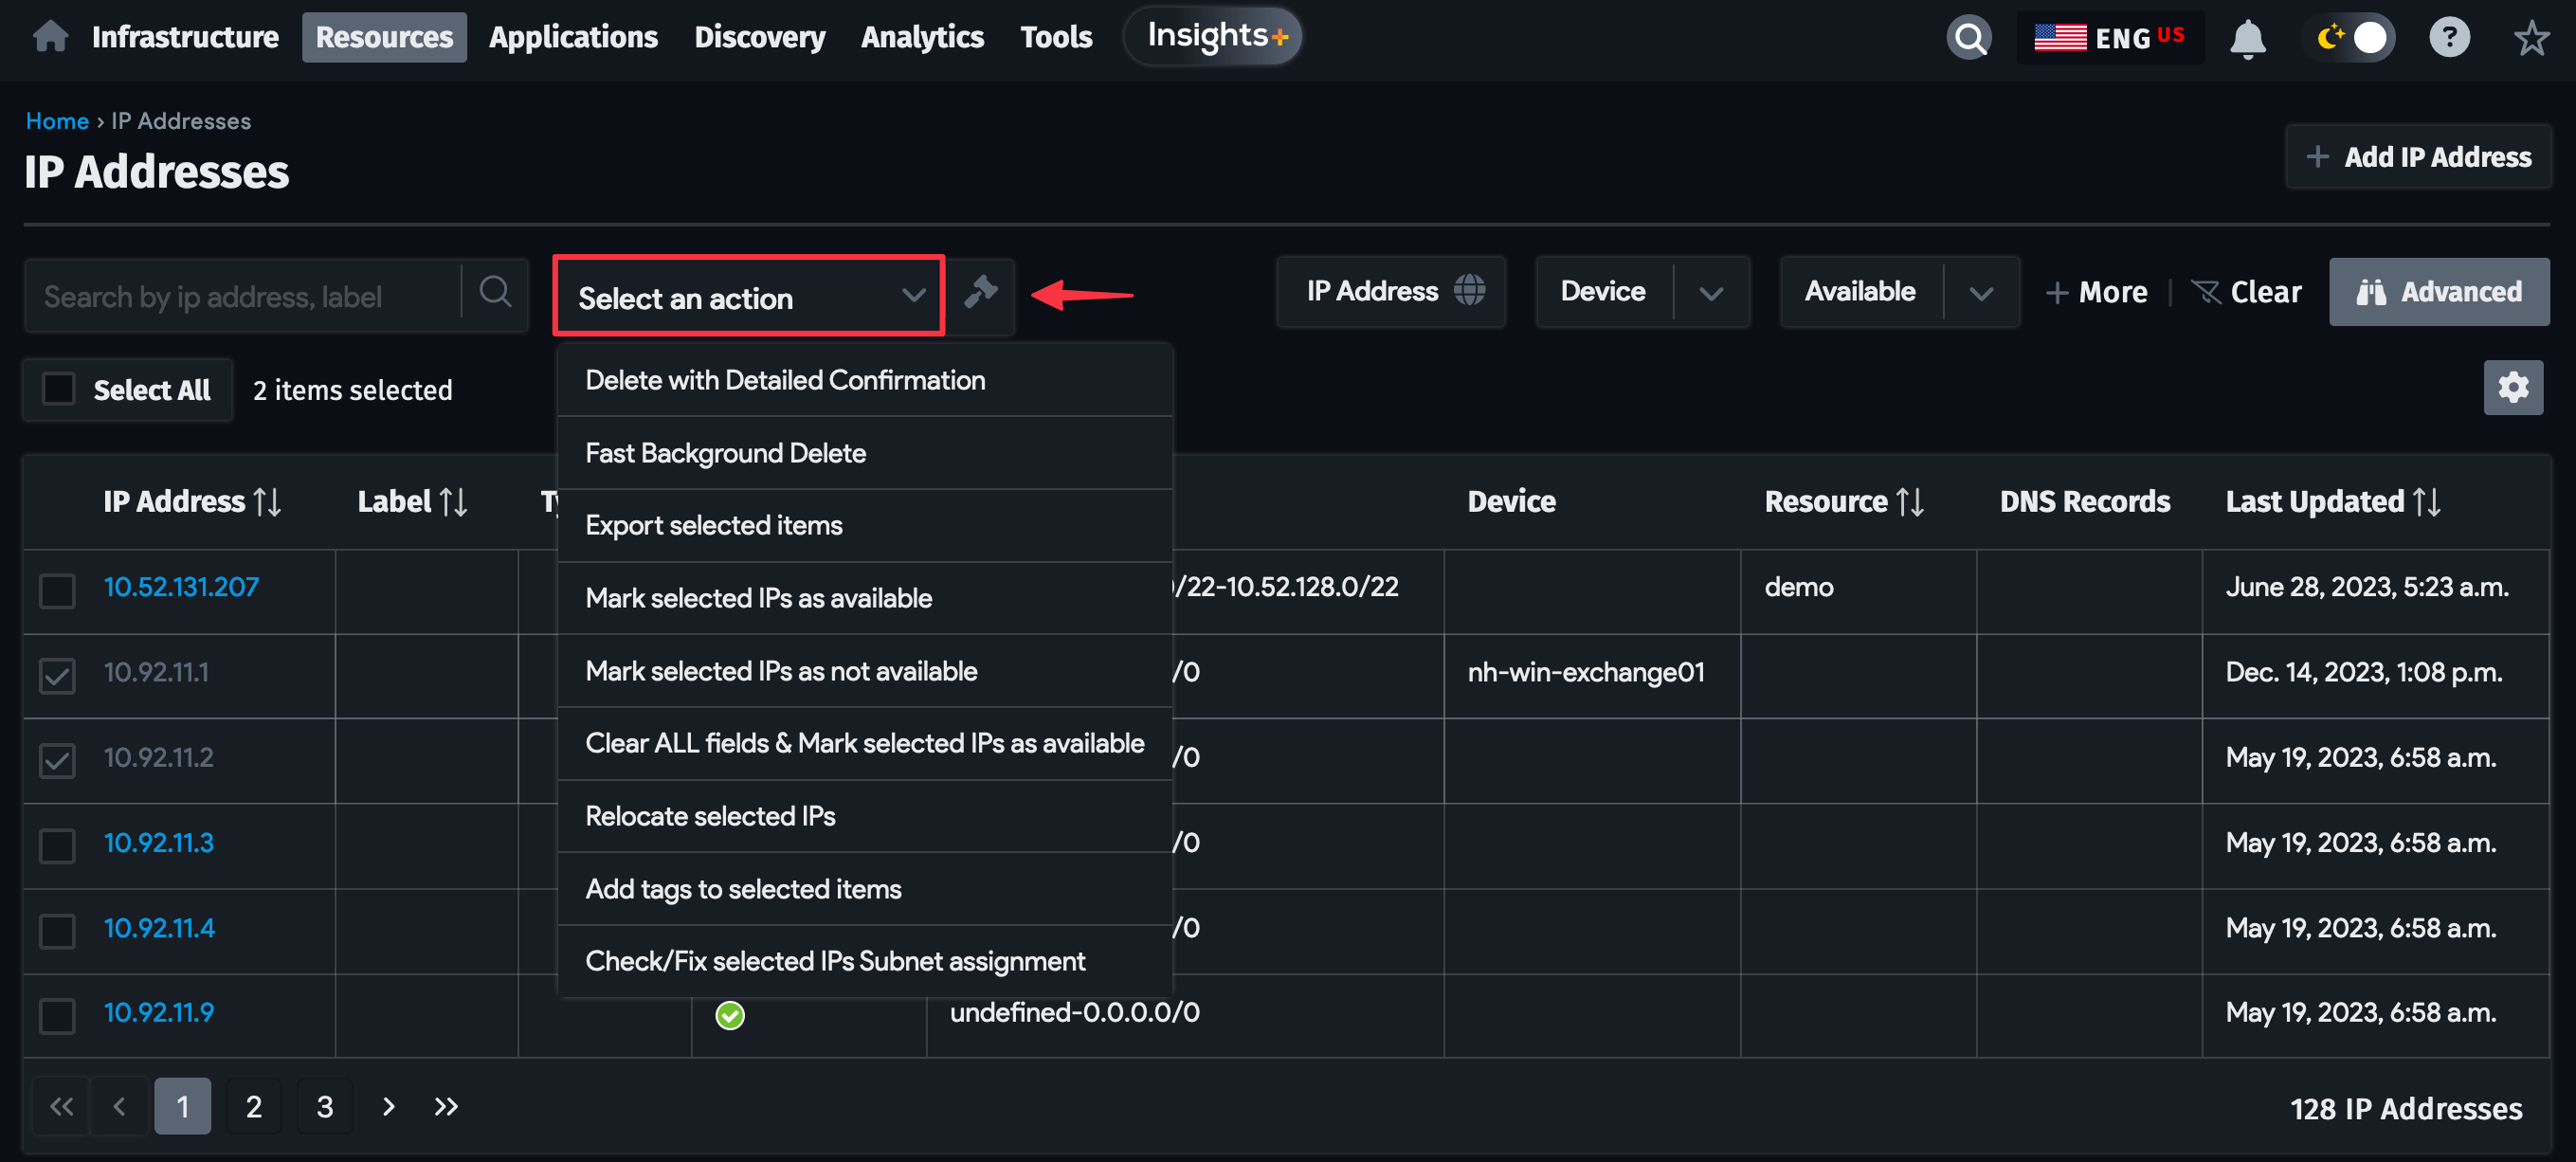 Infrastructure Resources Applications Discovery Analytics Tools Insights+ ENG US ?
Home › IP Addresses
IP Addresses
+ Add IP Address
Search by ip address, label Select an action IP Address Device Available + More | Clear Advanced
Select All 2 items selected
Delete with Detailed Confirmation
Fast Background Delete
Export selected items
Mark selected IPs as available
Mark selected IPs as not available
Clear ALL fields & Mark selected IPs as available
Relocate selected IPs
Add tags to selected items
Check/Fix selected IPs Subnet assignment
IP Address Label Device Resource DNS Records Last Updated
10.52.131.207 /22-10.52.128.0/22 demo June 28, 2023, 5:23 a.m.
10.92.11.1 /0 nh-win-exchange01 Dec. 14, 2023, 1:08 p.m.
10.92.11.2 /0 May 19, 2023, 6:58 a.m.
10.92.11.3 /0 May 19, 2023, 6:58 a.m.
10.92.11.4 /0 May 19, 2023, 6:58 a.m.
10.92.11.9 undefined-0.0.0.0/0 May 19, 2023, 6:58 a.m.
« ‹ 1 2 3 › »
128 IP Addresses